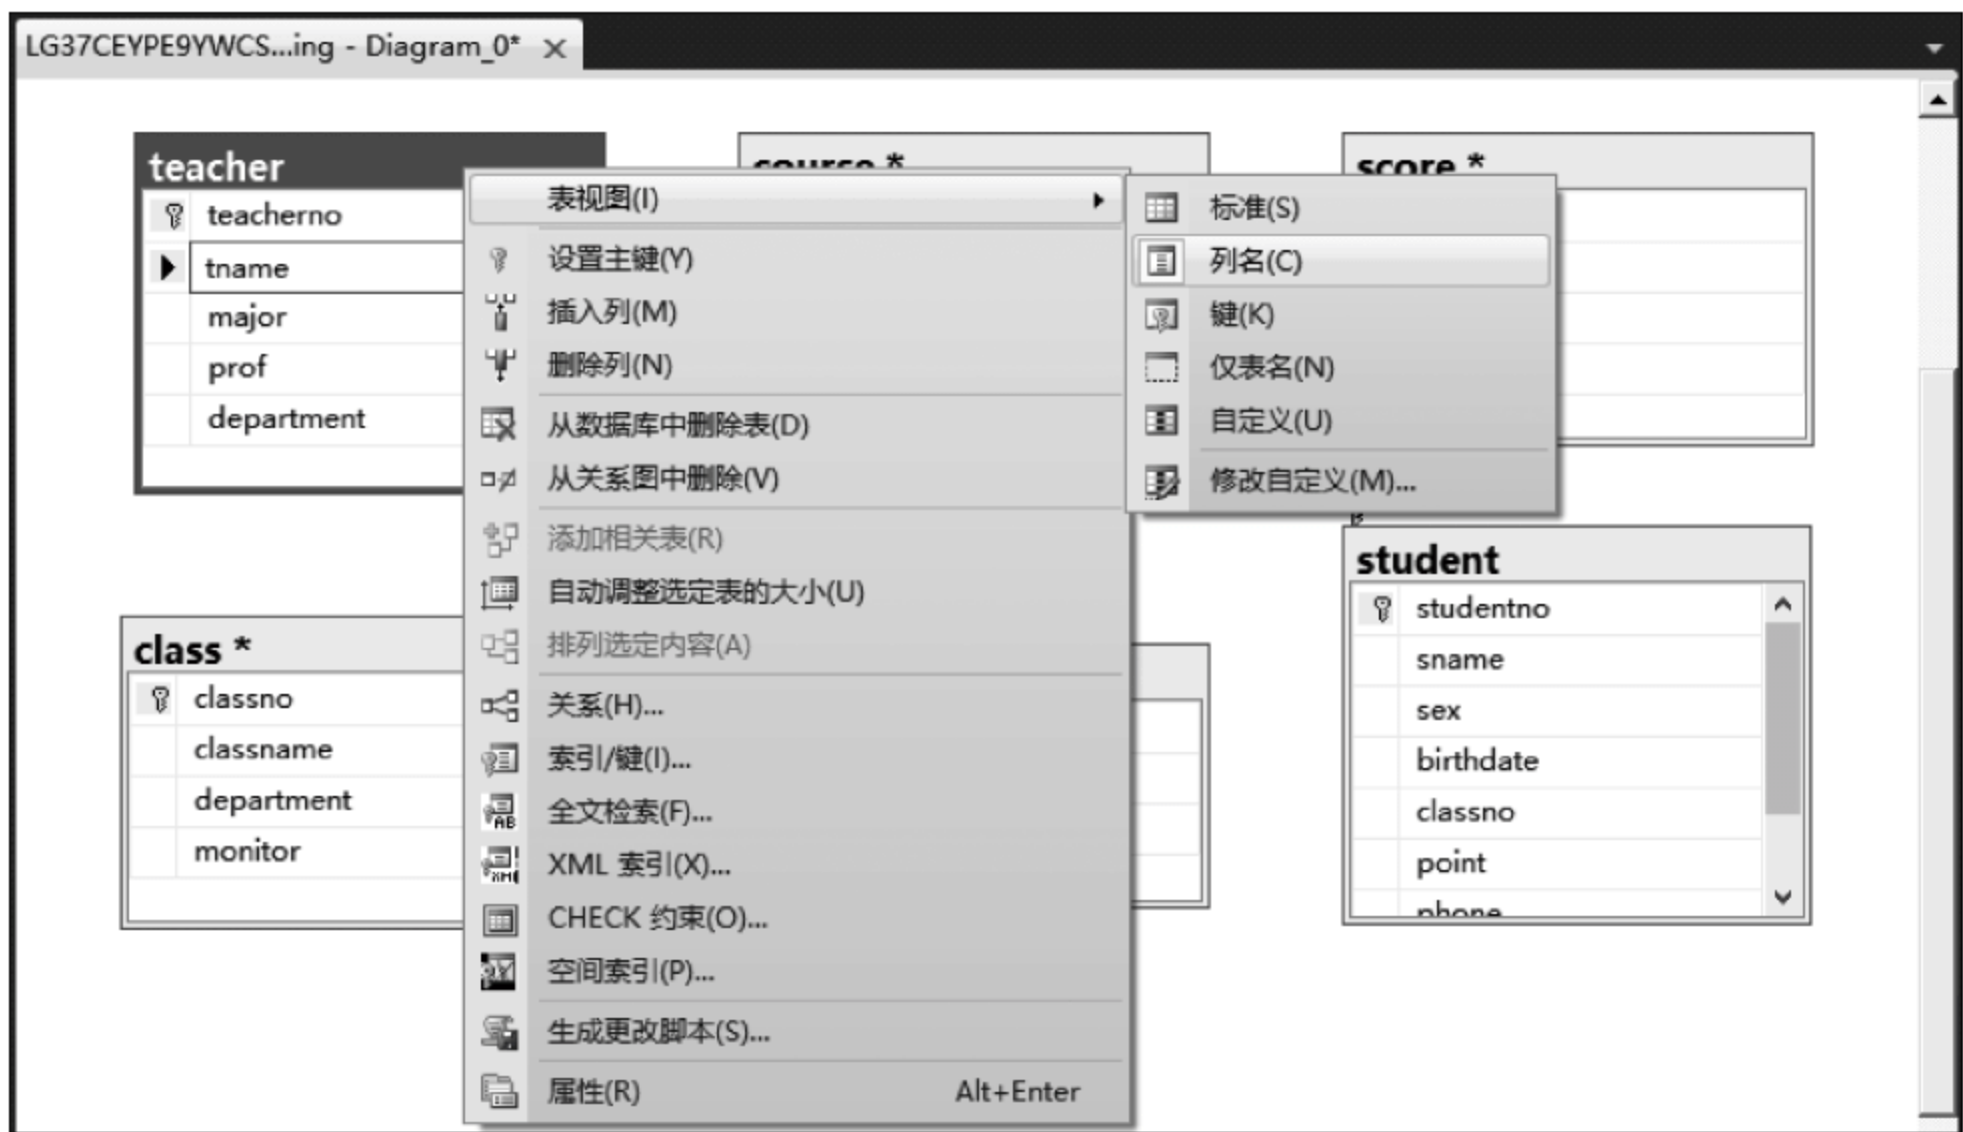 LG37CEYPE9YWCS...ing - Diagram_0*
teacher
teacherno
tname
major
prof
department
course *
score *
表视图(I)
设置主键(Y)
插入列(M)
删除列(N)
从数据库中删除表(D)
从关系图中删除(V)
添加相关表(R)
自动调整选定表的大小(U)
排列选定内容(A)
关系(H)...
索引/键(I)...
全文检索(F)...
XML 索引(X)...
CHECK 约束(O)...
空间索引(P)...
生成更改脚本(S)...
属性(R) Alt+Enter
标准(S)
列名(C)
键(K)
仅表名(N)
自定义(U)
修改自定义(M)...
class *
classno
classname
department
monitor
student
studentno
sname
sex
birthdate
classno
point
phone